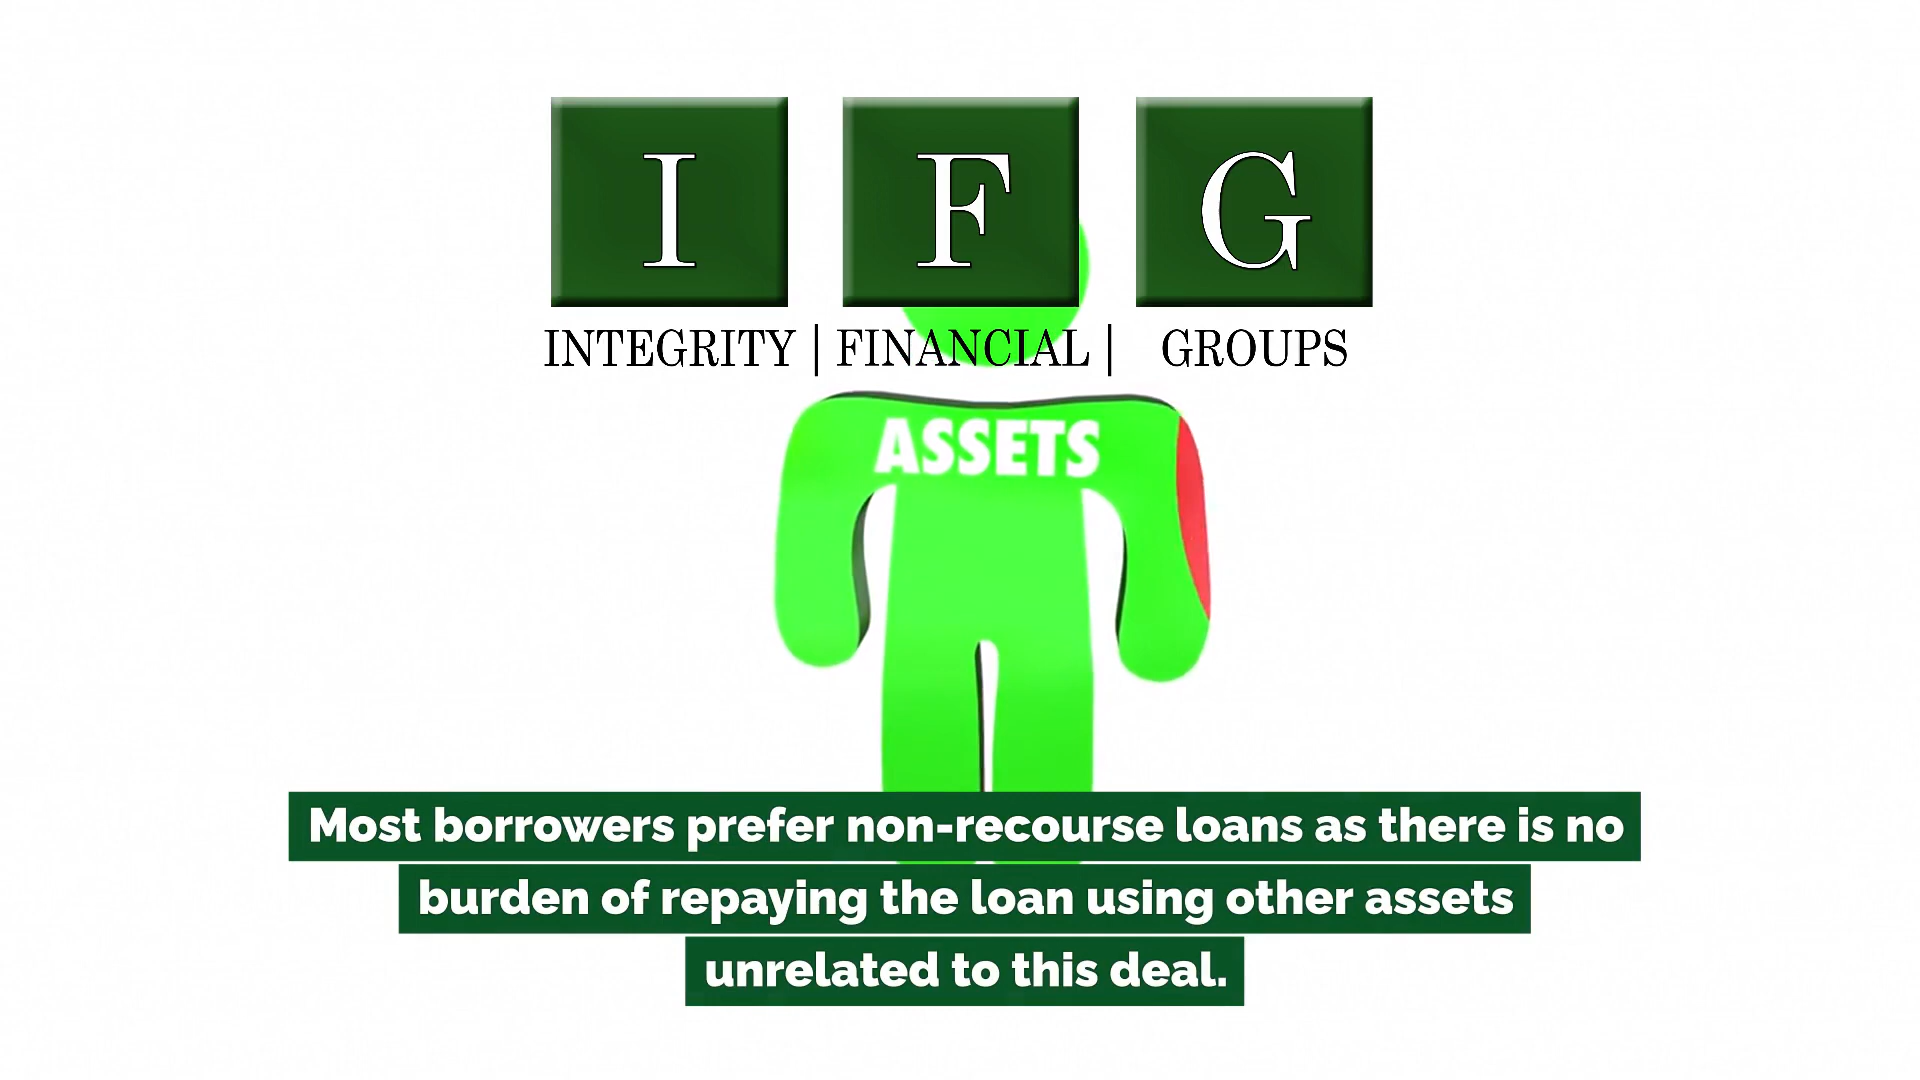 I F G
INTEGRITY | FINANCIAL | GROUPS
ASSETS
Most borrowers prefer non-recourse loans as there is no
burden of repaying the loan using other assets
unrelated to this deal.